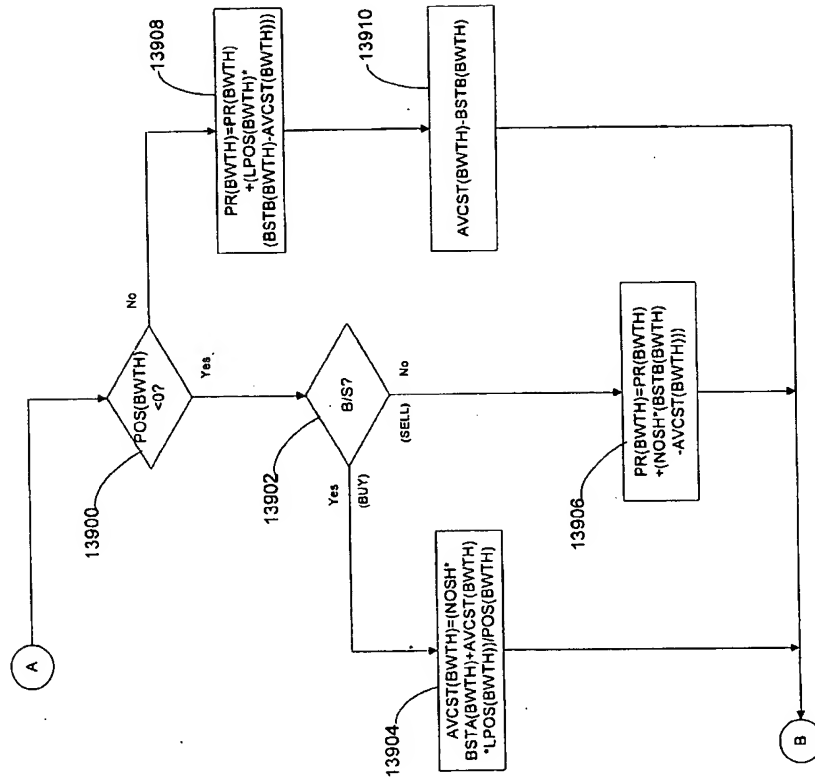 A
13900
POS(BWTH)
<0?
No
Yes
13908
PR(BWTH)=PR(BWTH)
+(LPOS(BWTH)*
(BSTB(BWTH)-AVCST(BWTH)))
13902
B/S?
Yes
(BUY)
No
(SELL)
13910
AVCST(BWTH)-BSTB(BWTH)
13904
AVCST(BWTH)=(NOSH*
BSTA(BWTH)+AVCST(BWTH)
*LPOS(BWTH))/POS(BWTH)
13906
PR(BWTH)=PR(BWTH)
+(NOSH*(BSTB(BWTH)
-AVCST(BWTH)))
B